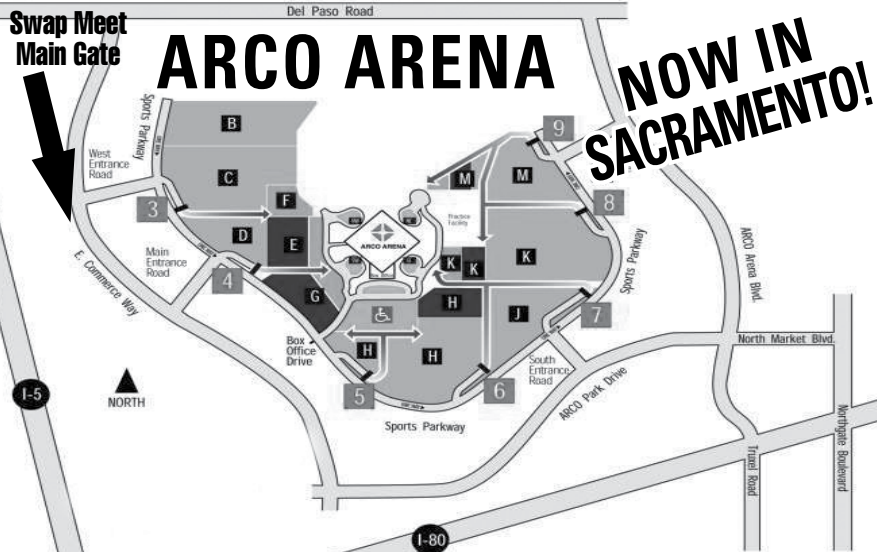 Del Paso Road
Swap Meet
Main Gate
ARCO ARENA
NOW IN
SACRAMENTO!
Sports Parkway
B
9
West
Entrance
Road
C
M
M
F
8
3
Practice
Facility
D
E
ARCO ARENA
K
K
K
Sports Parkway
ARCO Arena Blvd.
E. Commerce Way
Main
Entrance
Road
4
G
H
J
7
Box
Office
Drive
H
H
North Market Blvd.
South
Entrance
Road
I-5
NORTH
5
6
ARCO Park Drive
Sports Parkway
Truxel Road
Northgate Boulevard
I-80